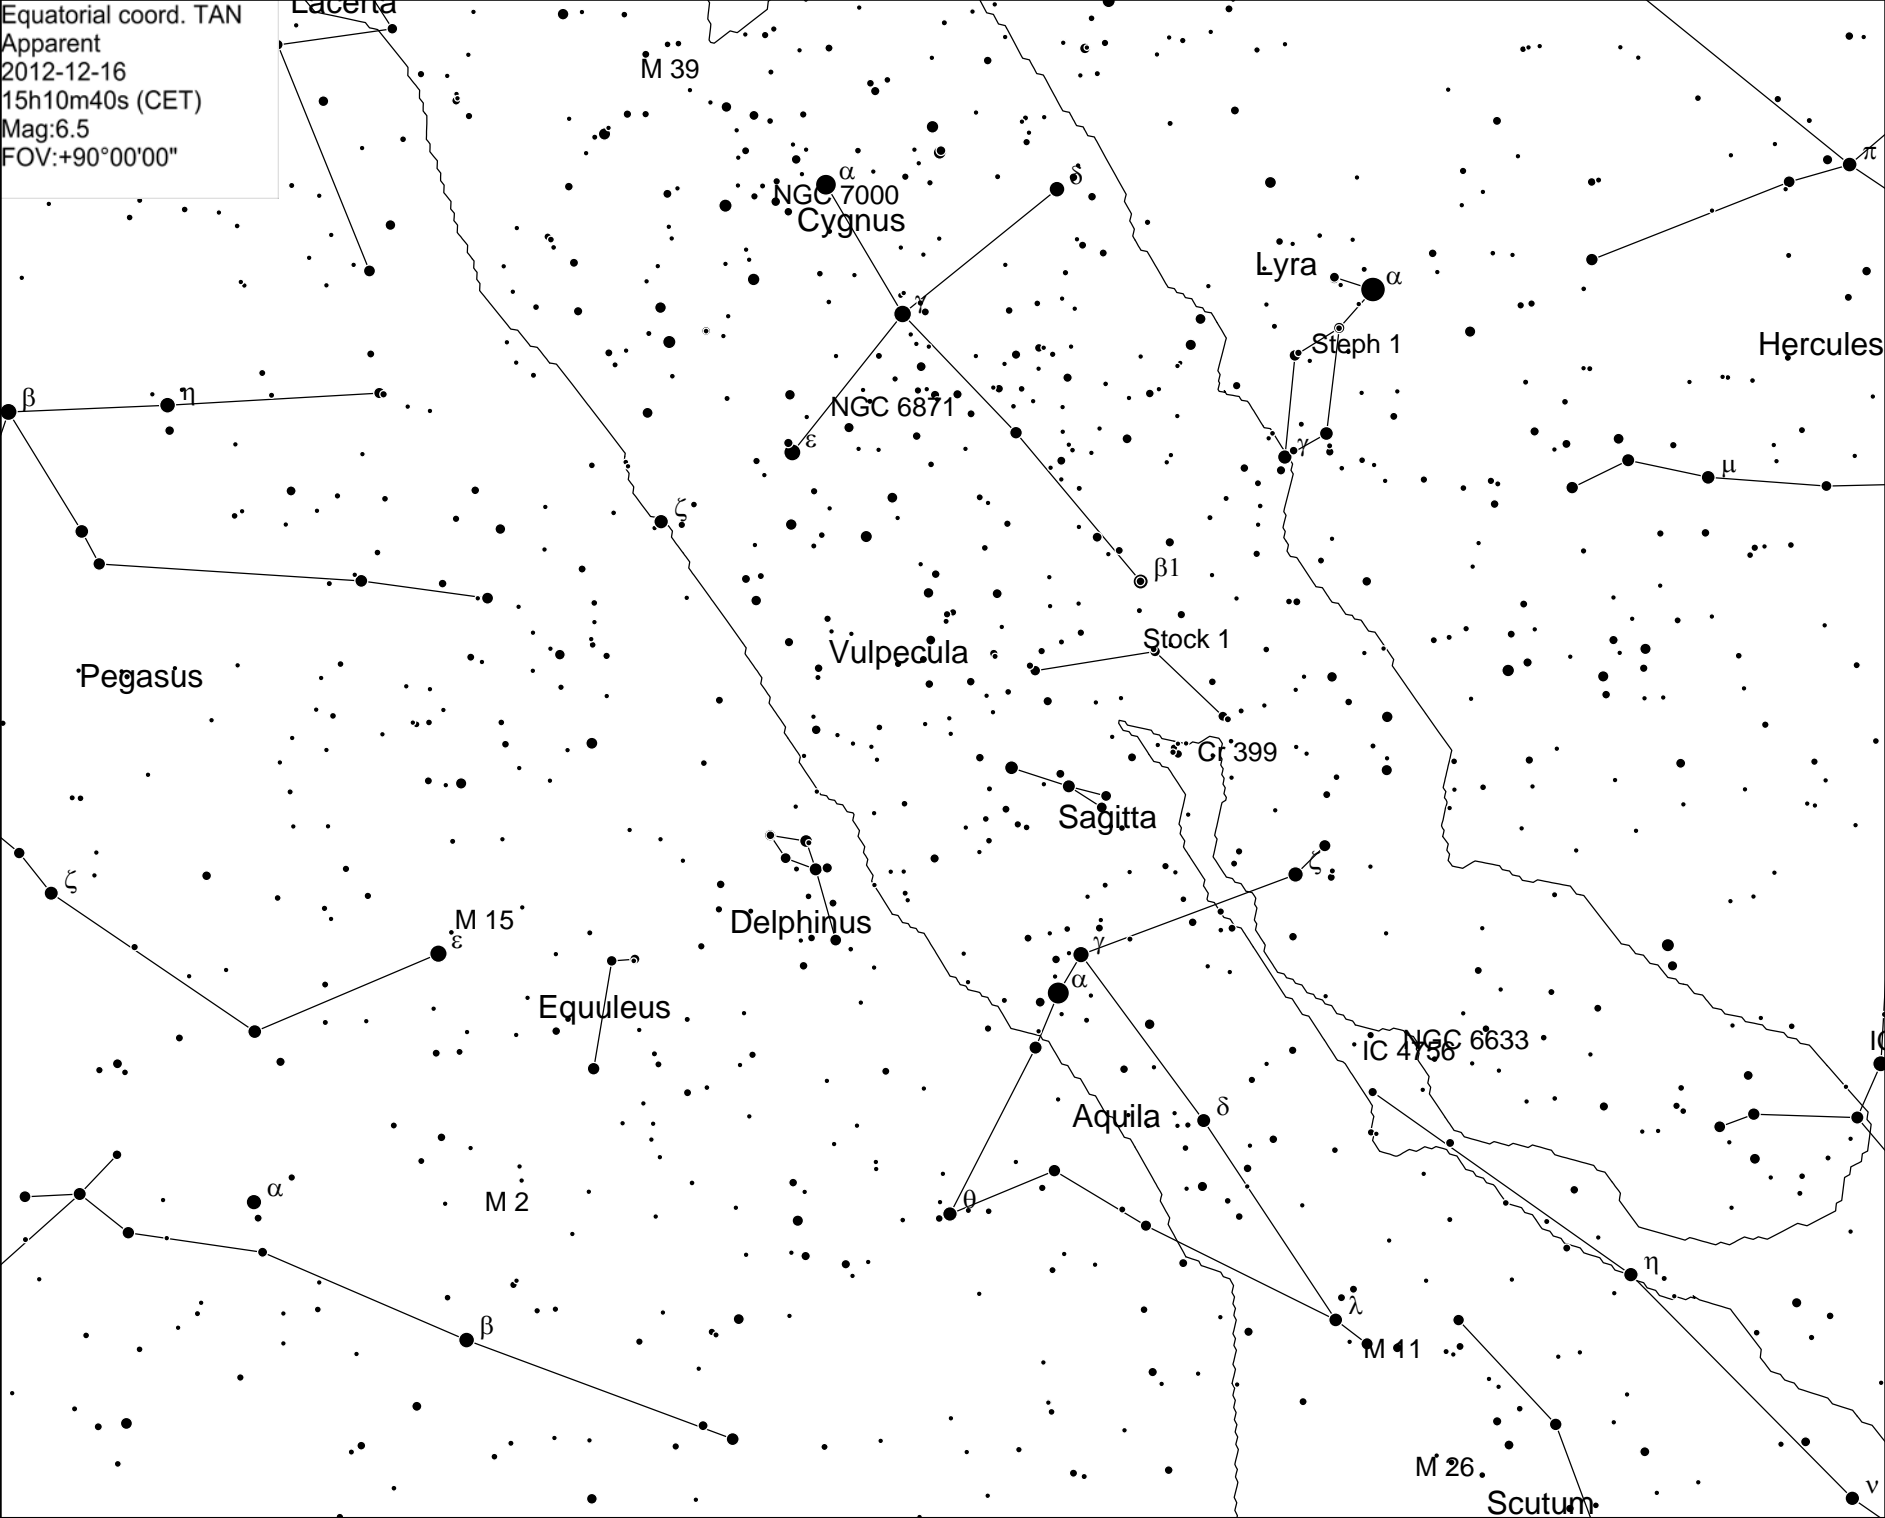 Equatorial coord. TAN
Apparent
2012-12-16
15h10m40s (CET)
Mag:6.5
FOV:+90°00'00"
Lacerta
M 39
α
NGC 7000
Cygnus
δ
π
Lyra
α
γ
Steph 1
Hercules
β
η
NGC 6871
ε
γ
μ
ζ
β1
Pegasus
Vulpecula
Stock 1
Cr 399
Sagitta
ζ
ζ
M 15
ε
Delphinus
γ
α
Equuleus
NGC 6633
IC 4756
IC
Aquila
δ
α
M 2
θ
η
β
λ
M 11
M 26
ν
Scutum